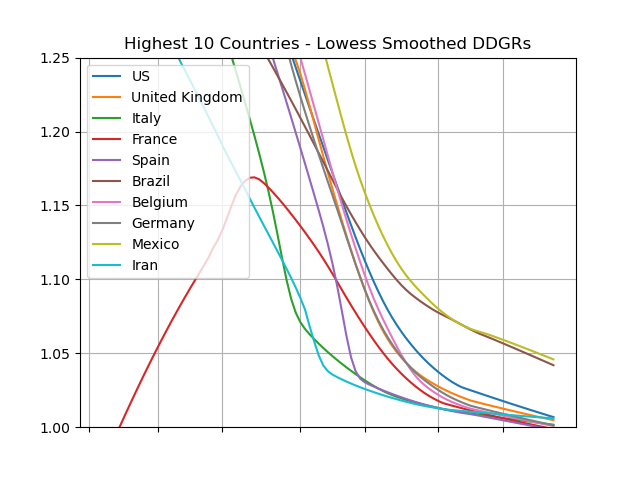 Highest 10 Countries - Lowess Smoothed DDGRs
1.25
1.20
1.15
1.10
1.05
1.00
US
United Kingdom
Italy
France
Spain
Brazil
Belgium
Germany
Mexico
Iran